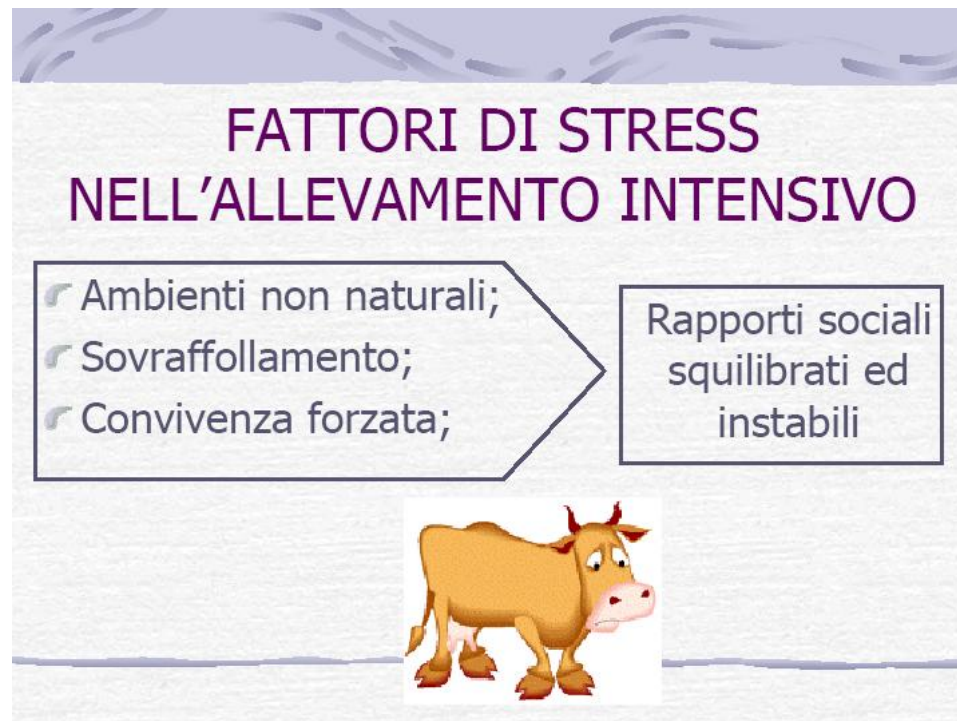 FATTORI DI STRESS
NELL'ALLEVAMENTO INTENSIVO
Ambienti non naturali;
Sovraffollamento;
Convivenza forzata;
Rapporti sociali
squilibrati ed
instabili